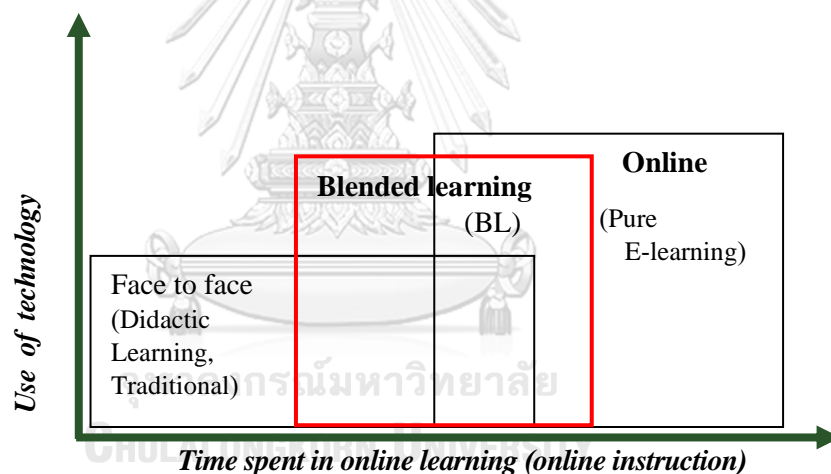 Online
Blended learning
(BL)
(Pure
E-learning)
Face to face
(Didactic
Learning,
Traditional)
Use of technology
จุฬาลงกรณ์มหาวิทยาลัย
CHULALONGKORN UNIVERSITY
Time spent in online learning (online instruction)